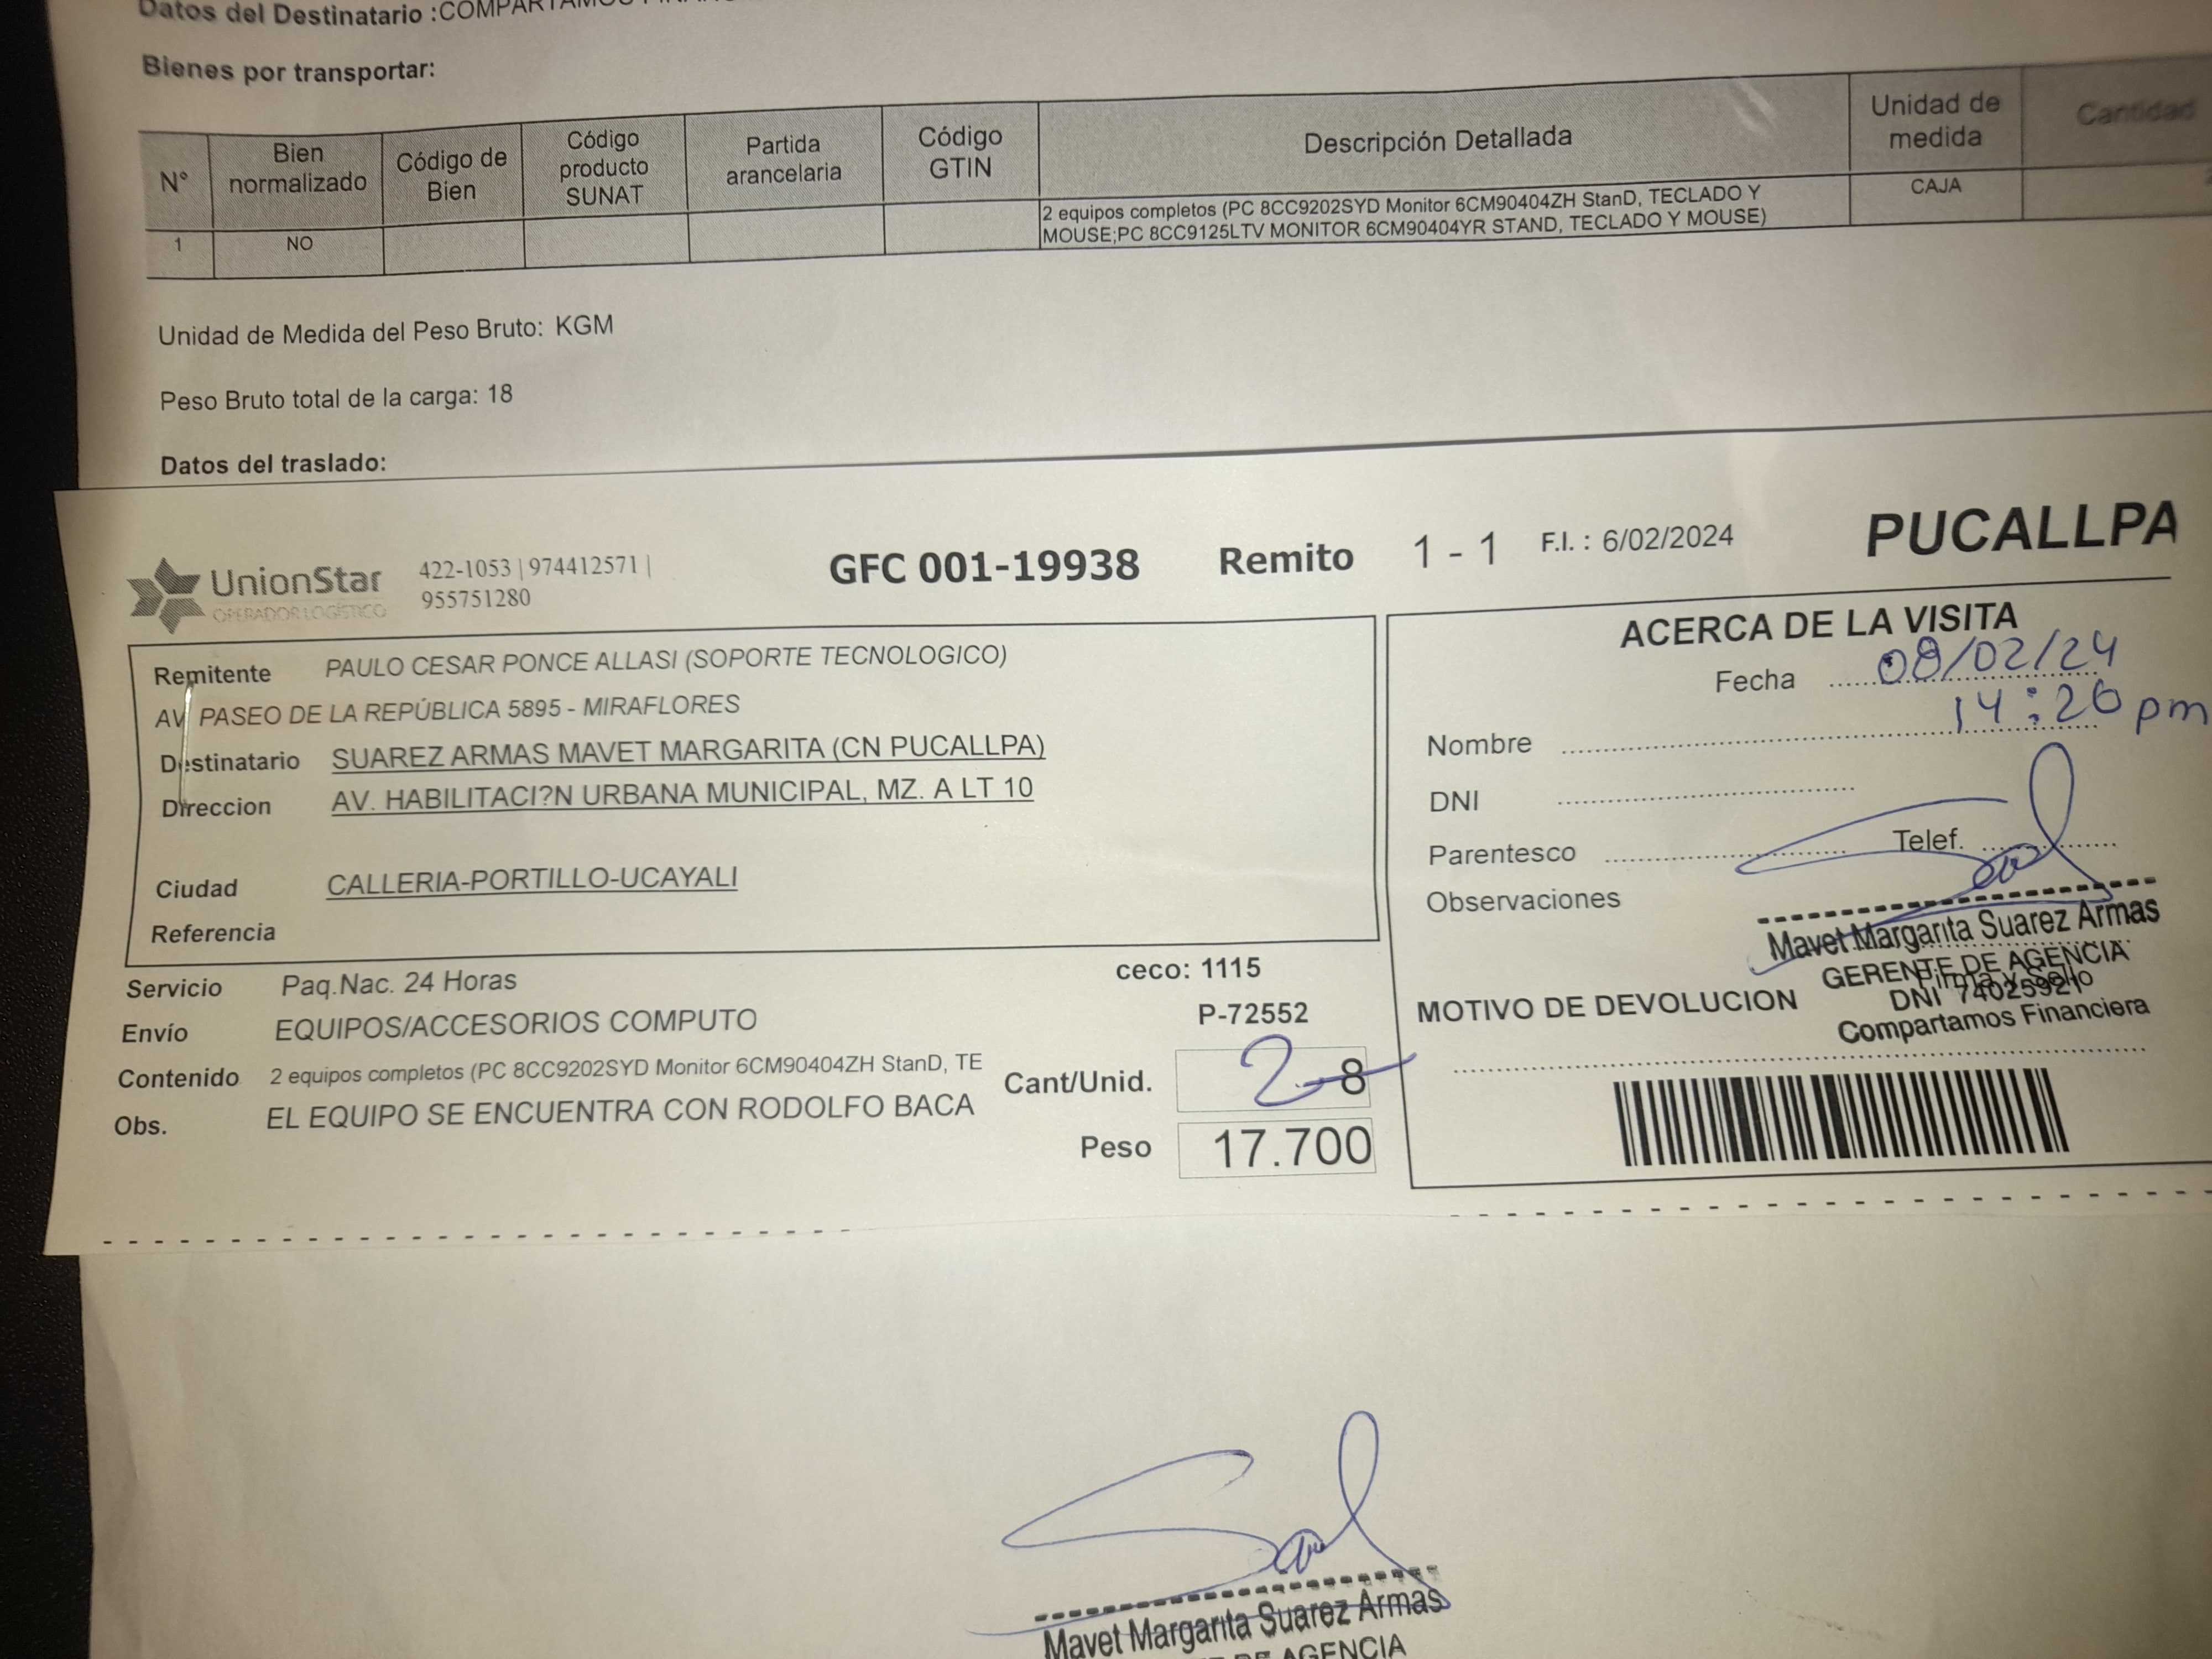 Datos del Destinatario :COMPARTAMOS
Bienes por transportar:
N° Bien normalizado Código de Bien Código producto SUNAT Partida arancelaria Código GTIN Descripción Detallada Unidad de medida Cantidad
1 NO 2 equipos completos (PC 8CC9202SYD Monitor 6CM90404ZH StanD, TECLADO Y CAJA
MOUSE;PC 8CC9125LTV MONITOR 6CM90404YR STAND, TECLADO Y MOUSE)
Unidad de Medida del Peso Bruto: KGM
Peso Bruto total de la carga: 18
Datos del traslado:
UnionStar
OPERADOR LOGÍSTICO
422-1053 | 974412571 |
955751280
GFC 001-19938 Remito 1 - 1 F.I. : 6/02/2024 PUCALLPA
Remitente PAULO CESAR PONCE ALLASI (SOPORTE TECNOLOGICO)
AV PASEO DE LA REPÚBLICA 5895 - MIRAFLORES
Destinatario SUAREZ ARMAS MAVET MARGARITA (CN PUCALLPA)
Direccion AV. HABILITACI?N URBANA MUNICIPAL, MZ. A LT 10
Ciudad CALLERIA-PORTILLO-UCAYALI
Referencia
Servicio Paq.Nac. 24 Horas
ceco: 1115
Envío EQUIPOS/ACCESORIOS COMPUTO
P-72552
Contenido 2 equipos completos (PC 8CC9202SYD Monitor 6CM90404ZH StanD, TE
Cant/Unid. 2 8
Obs. EL EQUIPO SE ENCUENTRA CON RODOLFO BACA
Peso 17.700
ACERCA DE LA VISITA
Fecha 08/02/24
14:20 pm
Nombre
DNI
Parentesco Telef.
Observaciones
Mavet Margarita Suarez Armas
GERENTE DE AGENCIA
Firma y Sello
DNI
Compartamos Financiera
MOTIVO DE DEVOLUCION
Mavet Margarita Suarez Armas
DE AGENCIA